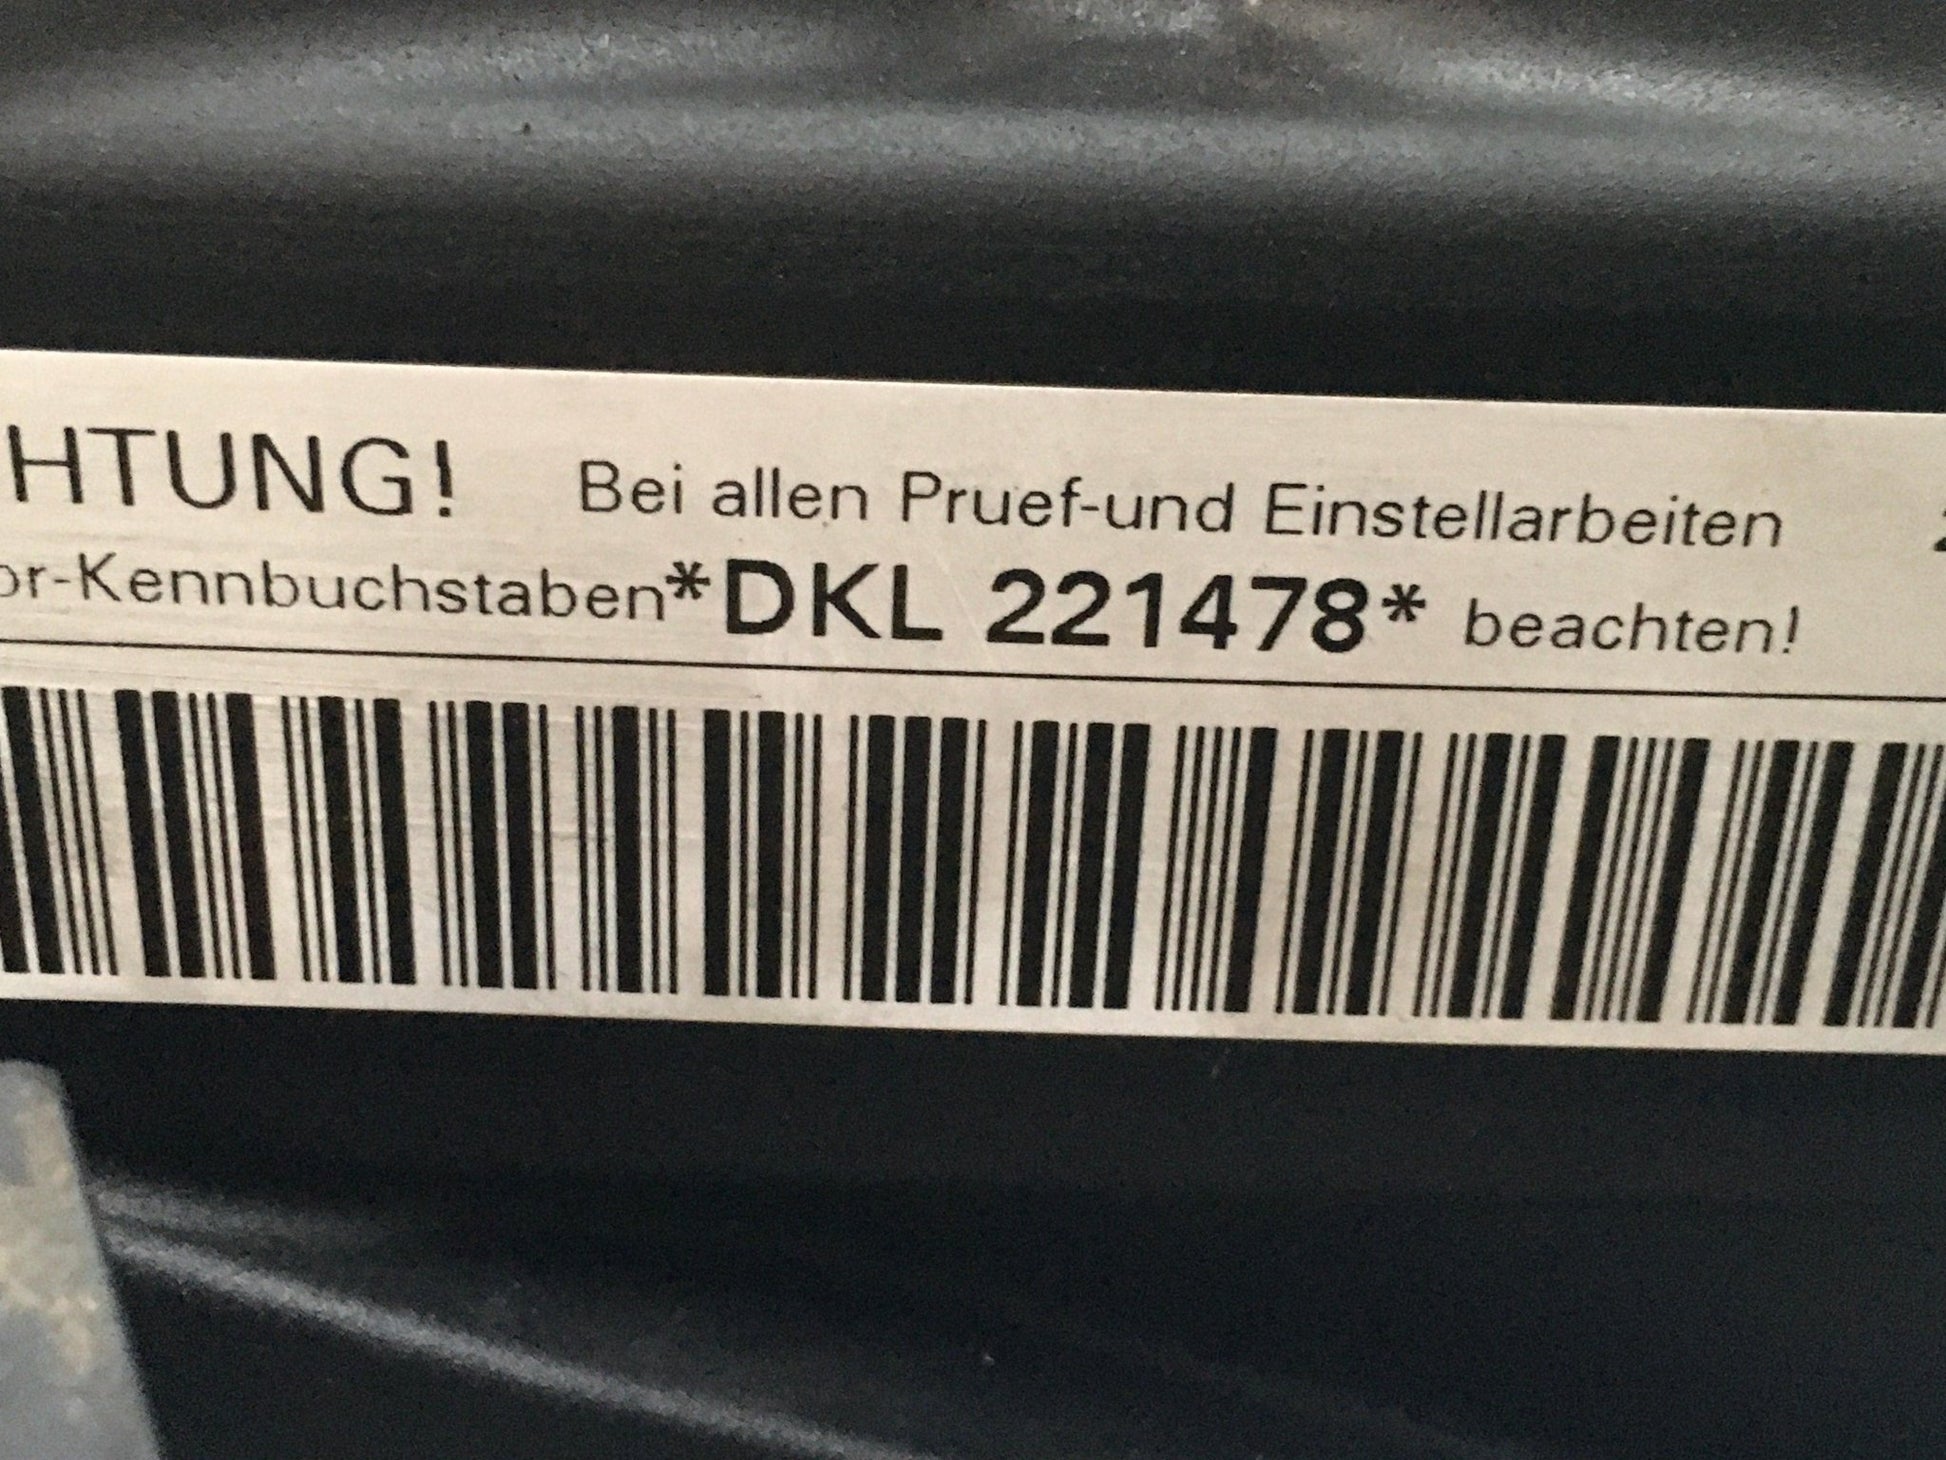 HTUNG! Bei allen Pruef-und Einstellarbeiten
or-Kennbuchstaben*DKL 221478* beachten!